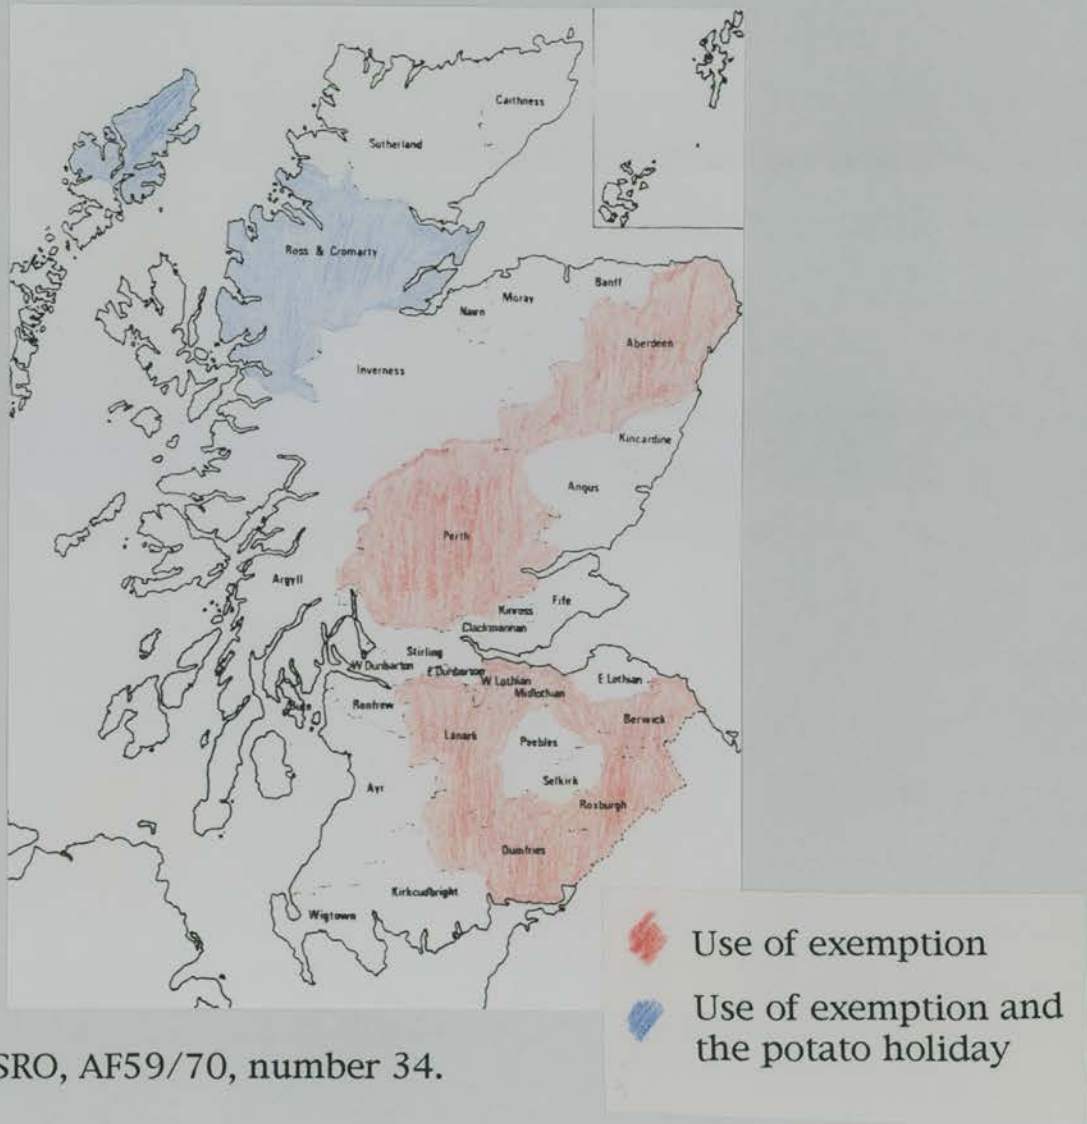 Caithness
Sutherland
Ross & Cromarty
Banff
Moray
Nairn
Aberdeen
Inverness
Kincardine
Angus
Perth
Argyll
Fife
Kinross
Clackmannan
Stirling
W Dunbarton
E Dunbarton
W Lothian
E Lothian
Midlothian
Bute
Renfrew
Berwick
Lanark
Peebles
Selkirk
Ayr
Roxburgh
Dumfries
Kirkcudbright
Wigtown
Use of exemption
Use of exemption and
the potato holiday
SRO, AF59/70, number 34.